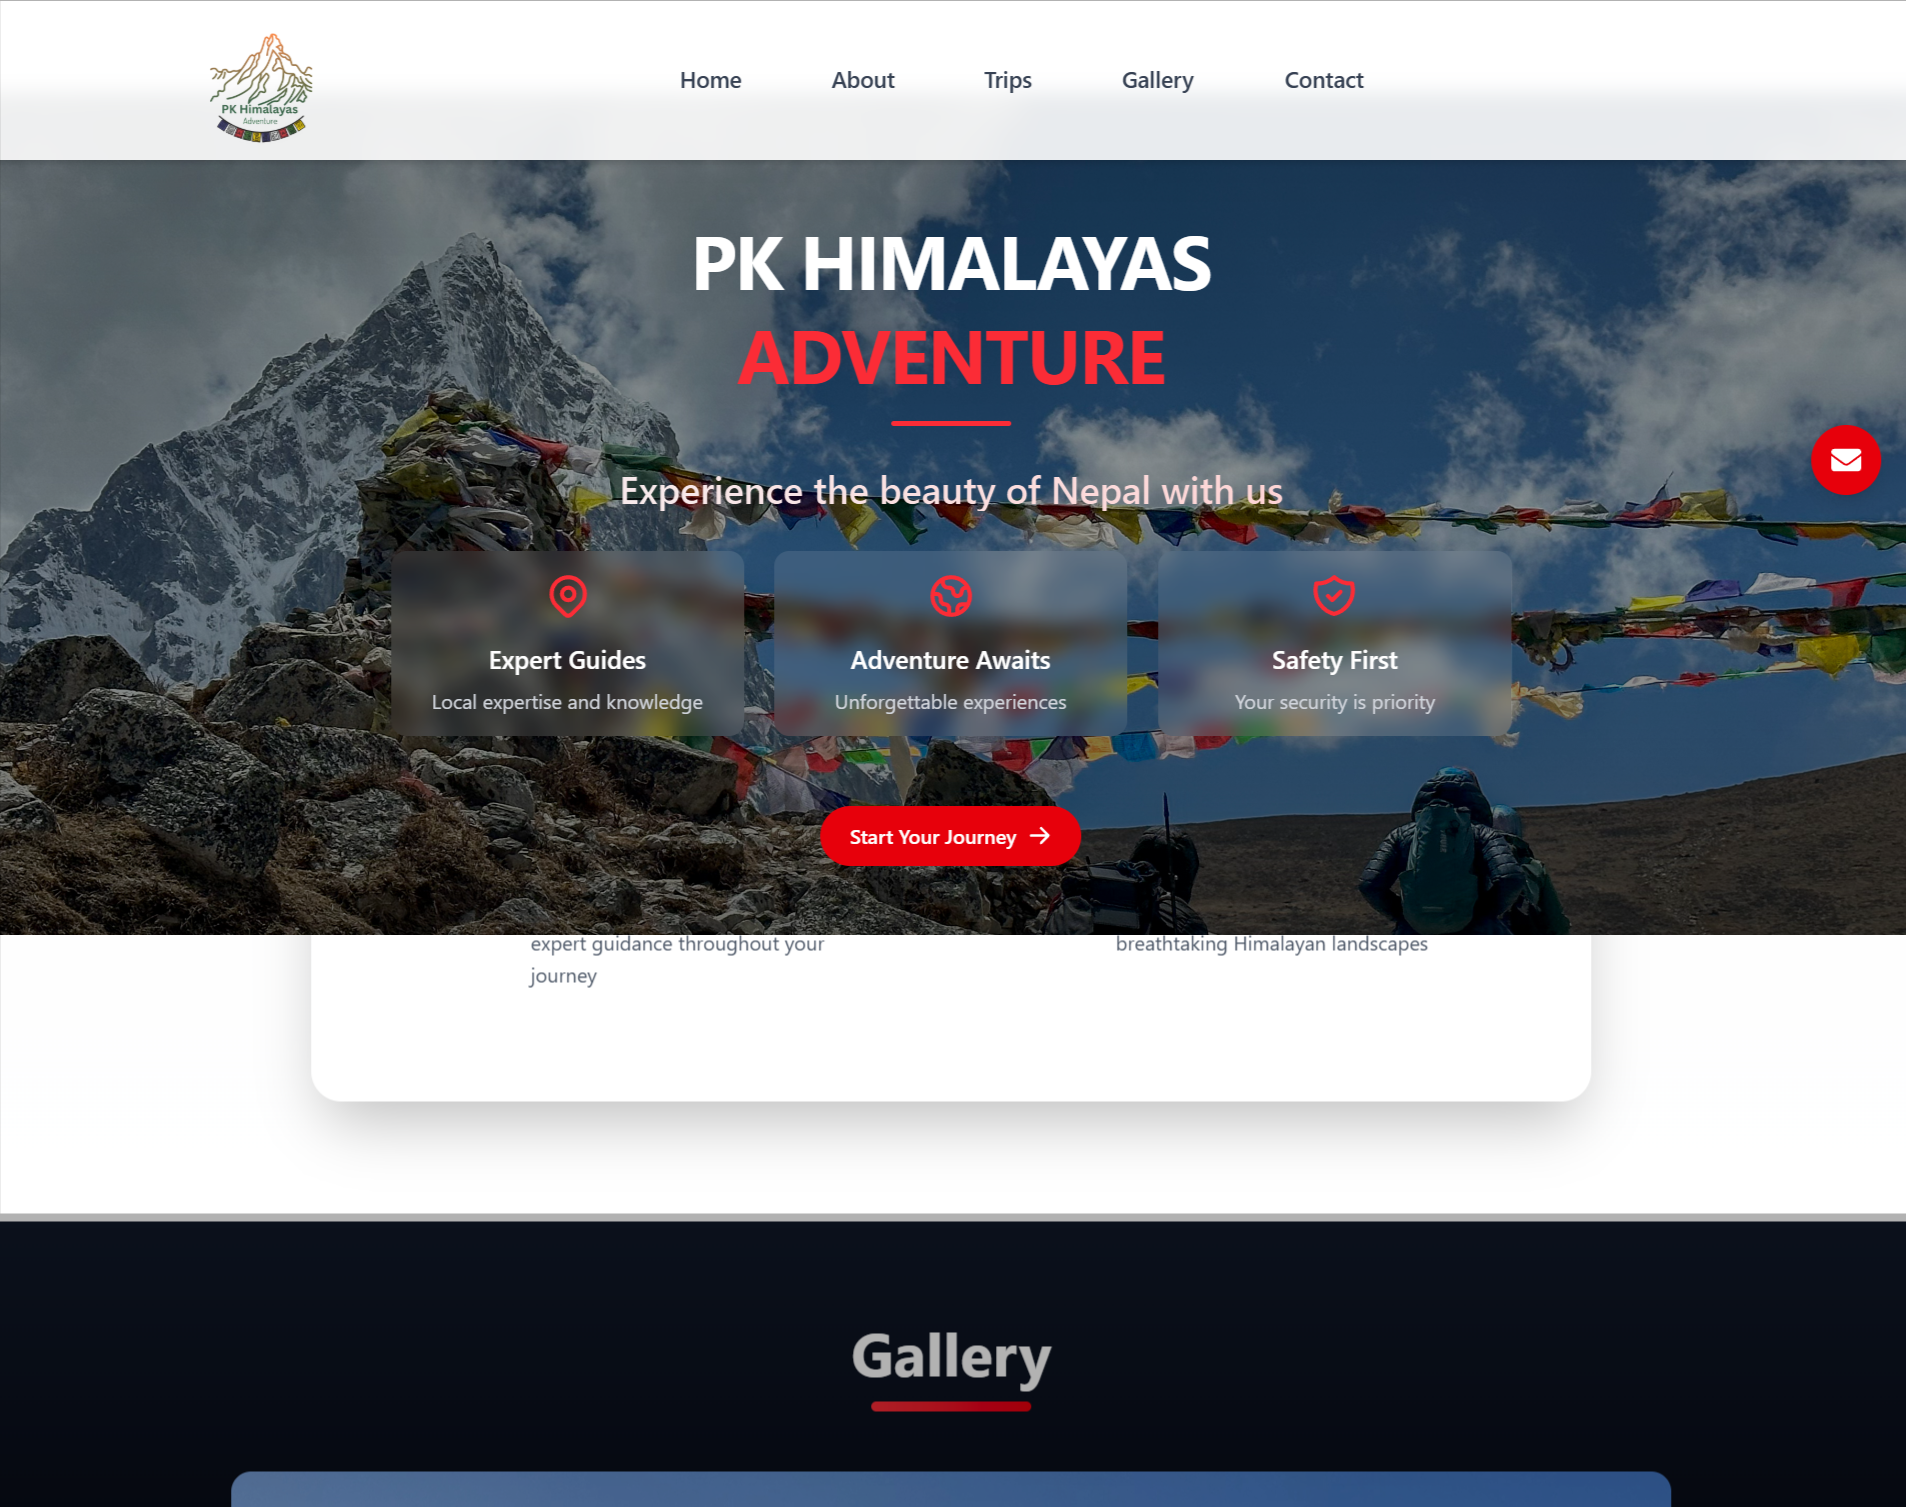 PK Himalayas
Adventure
Home
About
Trips
Gallery
Contact
PK HIMALAYAS
ADVENTURE
Experience the beauty of Nepal with us
Expert Guides
Local expertise and knowledge
Adventure Awaits
Unforgettable experiences
Safety First
Your security is priority
Start Your Journey
expert guidance throughout your
journey
breathtaking Himalayan landscapes
Gallery